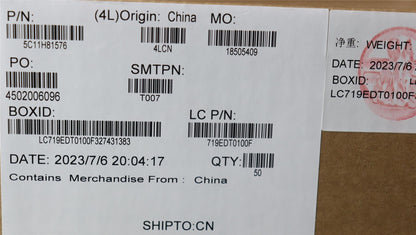 P/N:
5C11H81576
(4L)Origin: China
4LCN
MO:
18505409
PO:
4502006096
SMTPN:
T007
BOXID:
LC719EDT0100F327431383
LC P/N:
719EDT0100F
DATE: 2023/7/6 20:04:17
QTY:
50
Contains Merchandise From : China
SHIPTO:CN
净重: WEIGHT:
DATE: 2023/7/6
BOXID:
LC719EDT0100F